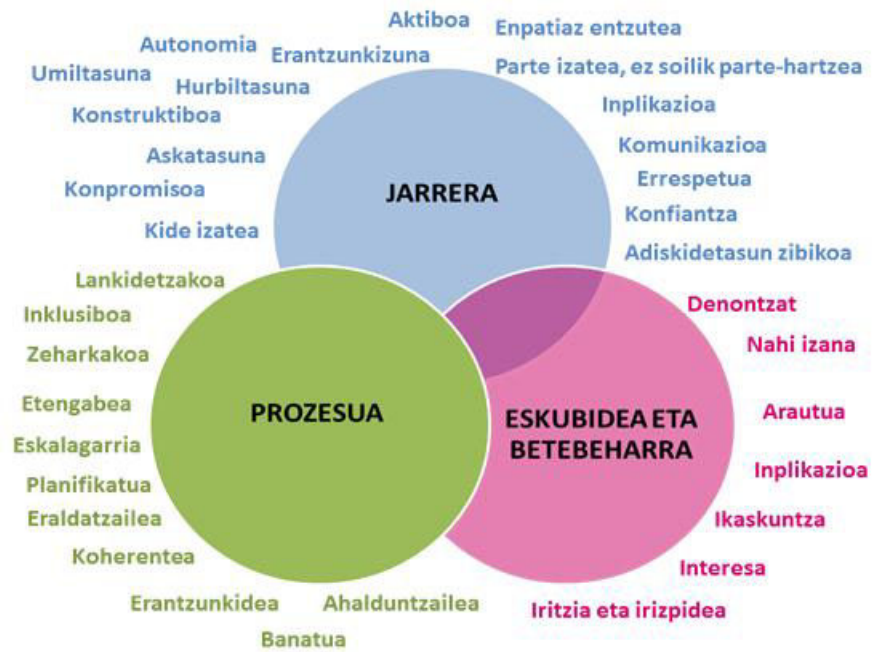 Aktiboa
Enpatiaz entzutea
Autonomia
Erantzunkizuna
Parte izatea, ez soilik parte-hartzea
Umiltasuna
Hurbiltasuna
Inplikazioa
Konstruktiboa
Komunikazioa
Askatasuna
Errespetua
Konpromisoa
JARRERA
Konfiantza
Kide izatea
Adiskidetasun zibikoa
Lankidetzakoa
Denontzat
Inklusiboa
Nahi izana
Zeharkakoa
Etengabea
PROZESUA
ESKUBIDEA ETA
BETEBEHARRA
Arautua
Eskalagarria
Inplikazioa
Planifikatua
Eraldatzailea
Ikaskuntza
Koherentea
Interesa
Erantzunkidea
Ahalduntzailea
Iritzia eta irizpidea
Banatua